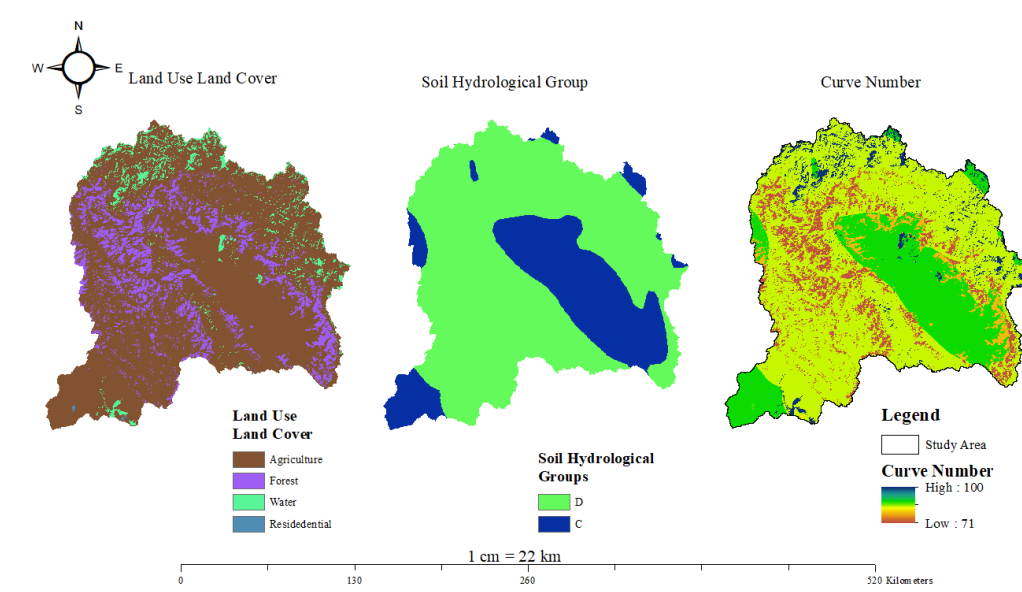 N
W
E
S
Land Use Land Cover
Soil Hydrological Group
Curve Number
Land Use
Land Cover
Agriculture
Forest
Water
Residedential
Soil Hydrological
Groups
D
C
Legend
Study Area
Curve Number
High : 100
Low : 71
1 cm = 22 km
0
130
260
520 Kilometers